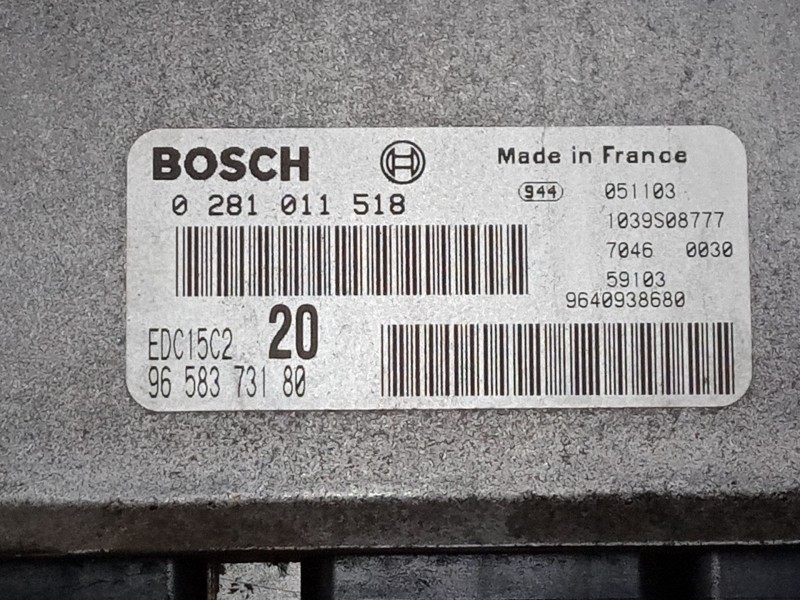 BOSCH
Made in France
0 281 011 518
944 051103
1039S08777
7046 0030
59103
9640938680
EDC15C2 20
96 583 731 80